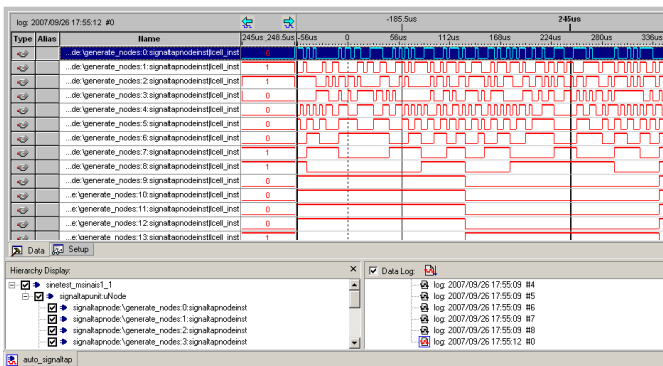 log: 2007/09/26 17:55:12 #0
-185.5us 245us
Type Alias Name 245us 248.5us -56us 0 56us 112us 168us 224us 280us 336us
...de:\generate_nodes:0:signaltapnodeinst|lcell_inst 0
...de:\generate_nodes:1:signaltapnodeinst|lcell_inst 1
...de:\generate_nodes:2:signaltapnodeinst|lcell_inst 1
...de:\generate_nodes:3:signaltapnodeinst|lcell_inst 0
...de:\generate_nodes:4:signaltapnodeinst|lcell_inst 0
...de:\generate_nodes:5:signaltapnodeinst|lcell_inst 0
...de:\generate_nodes:6:signaltapnodeinst|lcell_inst 0
...de:\generate_nodes:7:signaltapnodeinst|lcell_inst 1
...de:\generate_nodes:8:signaltapnodeinst|lcell_inst 1
...de:\generate_nodes:9:signaltapnodeinst|lcell_inst 0
...e:\generate_nodes:10:signaltapnodeinst|lcell_inst 0
...e:\generate_nodes:11:signaltapnodeinst|lcell_inst 0
...e:\generate_nodes:12:signaltapnodeinst|lcell_inst 0
...e:\generate_nodes:13:signaltapnodeinst|lcell_inst 1
Data Setup
Hierarchy Display:
sinetest_msinais1_1
signaltapunit:uNode
signaltapnode:\generate_nodes:0:signaltapnodeinst
signaltapnode:\generate_nodes:1:signaltapnodeinst
signaltapnode:\generate_nodes:2:signaltapnodeinst
signaltapnode:\generate_nodes:3:signaltapnodeinst
Data Log:
log: 2007/09/26 17:55:09 #4
log: 2007/09/26 17:55:09 #5
log: 2007/09/26 17:55:09 #6
log: 2007/09/26 17:55:09 #7
log: 2007/09/26 17:55:09 #8
log: 2007/09/26 17:55:12 #0
auto_signaltap